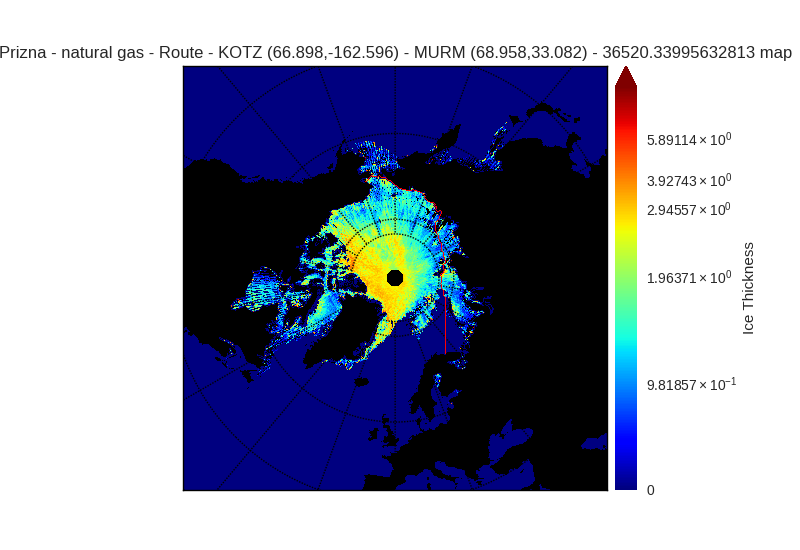 Prizna - natural gas - Route - KOTZ (66.898,-162.596) - MURM (68.958,33.082) - 36520.33995632813 map
5.89114 × 10⁰
3.92743 × 10⁰
2.94557 × 10⁰
1.96371 × 10⁰
9.81857 × 10⁻¹
0
Ice Thickness